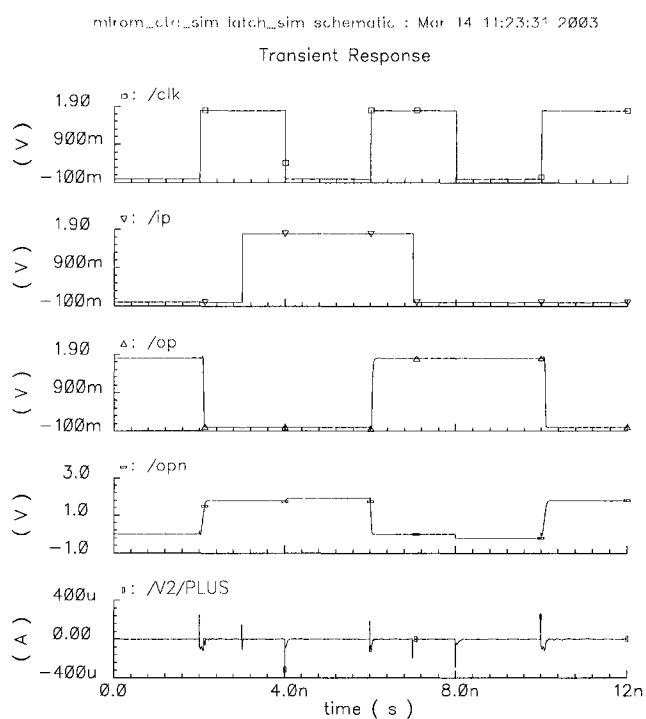 mlrom_ctrl_sim latch_sim schematic : Mar 14 11:23:31 2003
Transient Response
▫: /clk
1.90
900m
-100m
(V)
▿: /ip
1.90
900m
-100m
(V)
▵: /op
1.90
900m
-100m
(V)
▭: /opn
3.0
1.0
-1.0
(V)
▯: /V2/PLUS
400u
0.00
-400u
(A)
0.0 4.0n 8.0n 12n
time ( s )